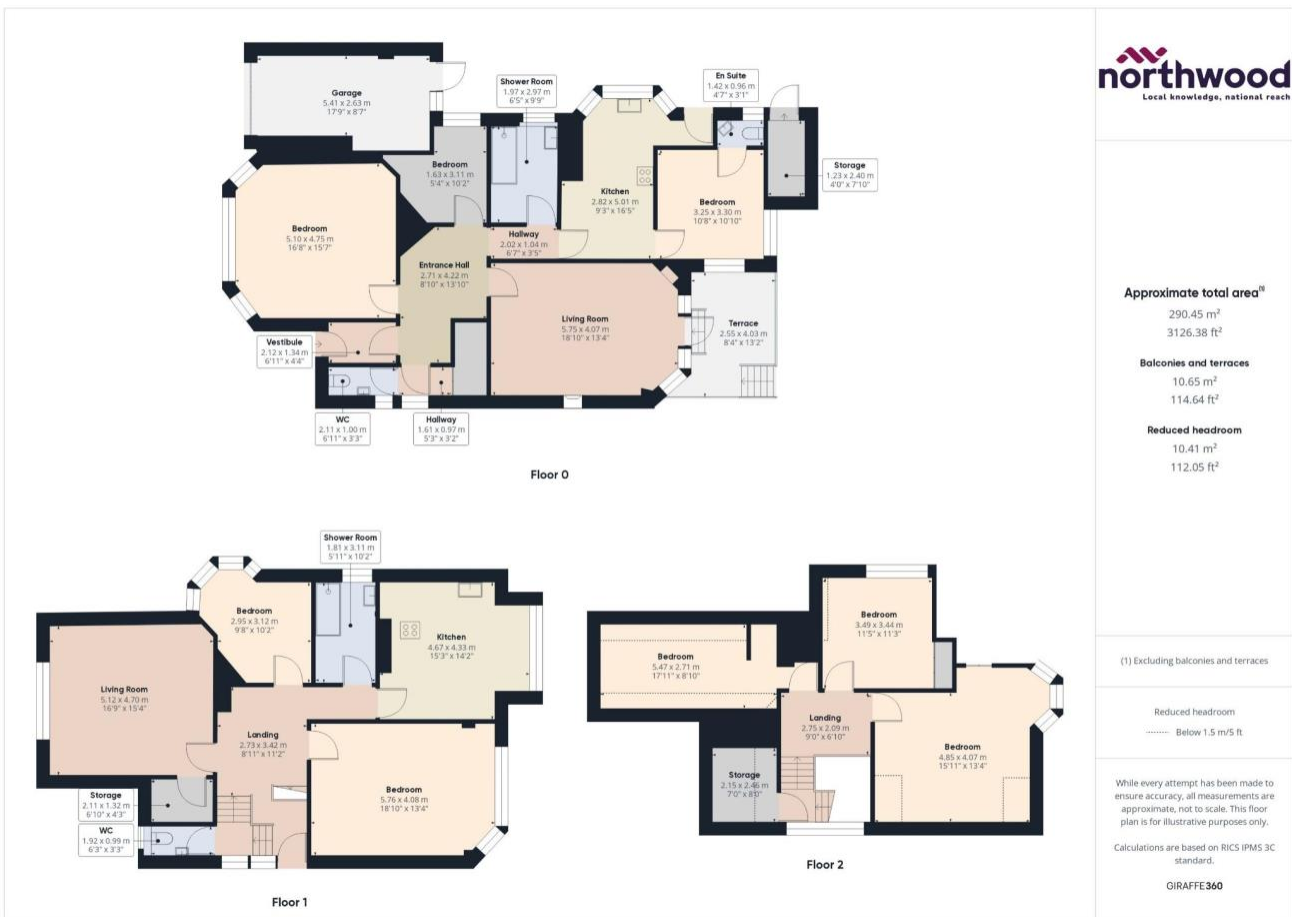 Garage
5.41 x 2.63 m
17'9" x 8'7"
Shower Room
1.97 x 2.97 m
6'5" x 9'9"
En Suite
1.42 x 0.96 m
4'7" x 3'1"
Bedroom
1.63 x 3.11 m
5'4" x 10'2"
Kitchen
2.82 x 5.01 m
9'3" x 16'5"
Bedroom
3.25 x 3.30 m
10'8" x 10'10"
Storage
1.23 x 2.40 m
4'0" x 7'10"
Bedroom
5.10 x 4.75 m
16'8" x 15'7"
Hallway
2.02 x 1.04 m
6'7" x 3'5"
Entrance Hall
2.71 x 4.22 m
8'10" x 13'10"
Living Room
5.75 x 4.07 m
18'10" x 13'4"
Terrace
2.55 x 4.03 m
8'4" x 13'2"
Vestibule
2.12 x 1.34 m
6'11" x 4'4"
WC
2.11 x 1.00 m
6'11" x 3'3"
Hallway
1.61 x 0.97 m
5'3" x 3'2"
Floor 0
Shower Room
1.81 x 3.11 m
5'11" x 10'2"
Bedroom
2.95 x 3.12 m
9'8" x 10'2"
Kitchen
4.67 x 4.33 m
15'3" x 14'2"
Living Room
5.12 x 4.70 m
16'9" x 15'4"
Landing
2.73 x 3.42 m
8'11" x 11'2"
Bedroom
5.76 x 4.08 m
18'10" x 13'4"
Storage
2.11 x 1.32 m
6'10" x 4'3"
WC
1.92 x 0.99 m
6'3" x 3'3"
Floor 1
Bedroom
3.49 x 3.44 m
11'5" x 11'3"
Bedroom
5.47 x 2.71 m
17'11" x 8'10"
Landing
2.75 x 2.09 m
9'0" x 6'10"
Bedroom
4.85 x 4.07 m
15'11" x 13'4"
Storage
2.15 x 2.46 m
7'0" x 8'0"
Floor 2
northwood
Local knowledge, national reach
Approximate total area⁽¹⁾
290.45 m²
3126.38 ft²
Balconies and terraces
10.65 m²
114.64 ft²
Reduced headroom
10.41 m²
112.05 ft²
(1) Excluding balconies and terraces
Reduced headroom
Below 1.5 m/5 ft
While every attempt has been made to
ensure accuracy, all measurements are
approximate, not to scale. This floor
plan is for illustrative purposes only.
Calculations are based on RICS IPMS 3C
standard.
GIRAFFE360